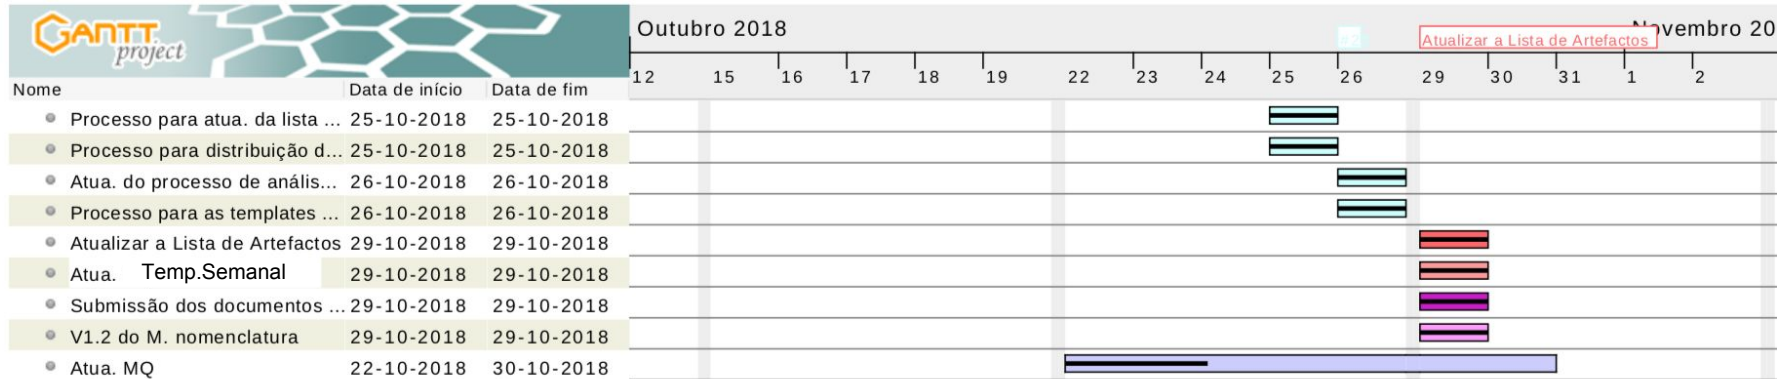 GANTT
project
Outubro 2018
Atualizar a Lista de Artefactos
Novembro 20
12 15 16 17 18 19 22 23 24 25 26 29 30 31 1 2
Nome Data de início Data de fim
Processo para atua. da lista ... 25-10-2018 25-10-2018
Processo para distribuição d... 25-10-2018 25-10-2018
Atua. do processo de anális... 26-10-2018 26-10-2018
Processo para as templates ... 26-10-2018 26-10-2018
Atualizar a Lista de Artefactos 29-10-2018 29-10-2018
Atua. Temp.Semanal 29-10-2018 29-10-2018
Submissão dos documentos ... 29-10-2018 29-10-2018
V1.2 do M. nomenclatura 29-10-2018 29-10-2018
Atua. MQ 22-10-2018 30-10-2018